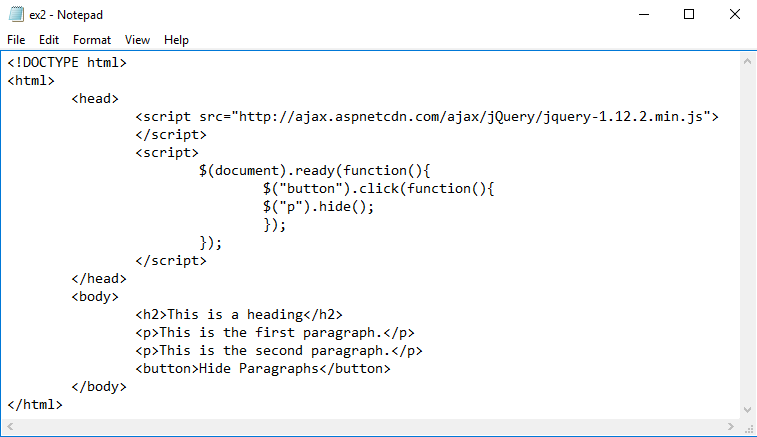 ex2 - Notepad
File Edit Format View Help
<!DOCTYPE html>
<html>
<head>
<script src="http://ajax.aspnetcdn.com/ajax/jQuery/jquery-1.12.2.min.js">
</script>
<script>
$(document).ready(function(){
$("button").click(function(){
$("p").hide();
});
});
</script>
</head>
<body>
<h2>This is a heading</h2>
<p>This is the first paragraph.</p>
<p>This is the second paragraph.</p>
<button>Hide Paragraphs</button>
</body>
</html>